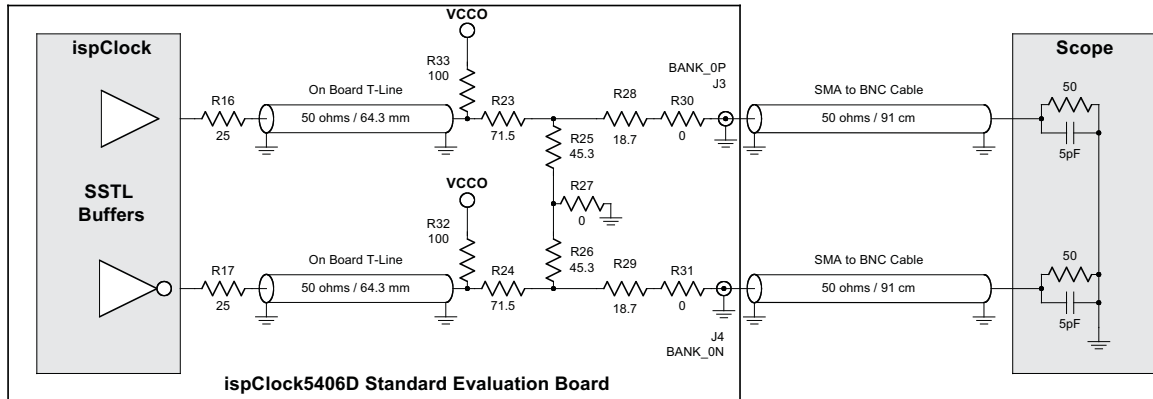 ispClock
SSTL
Buffers
R16
25
On Board T-Line
50 ohms / 64.3 mm
VCCO
R33
100
R23
71.5
R25
45.3
R27
0
R28
18.7
R30
0
BANK_0P
J3
SMA to BNC Cable
50 ohms / 91 cm
Scope
50
5pF
R17
25
On Board T-Line
50 ohms / 64.3 mm
VCCO
R32
100
R24
71.5
R26
45.3
R29
18.7
R31
0
J4
BANK_0N
SMA to BNC Cable
50 ohms / 91 cm
50
5pF
ispClock5406D Standard Evaluation Board